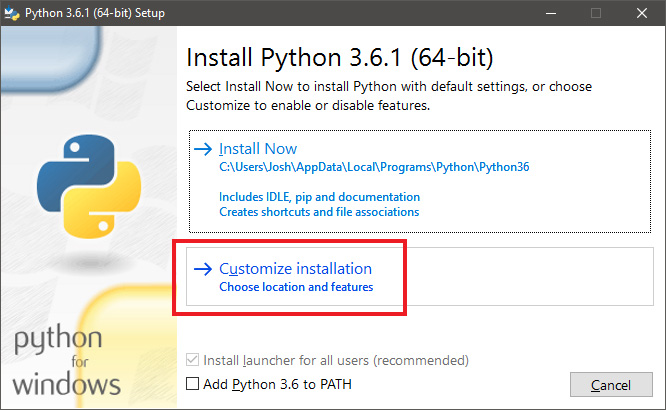 Python 3.6.1 (64-bit) Setup
Install Python 3.6.1 (64-bit)
Select Install Now to install Python with default settings, or choose
Customize to enable or disable features.
Install Now
C:\Users\Josh\AppData\Local\Programs\Python\Python36
Includes IDLE, pip and documentation
Creates shortcuts and file associations
Customize installation
Choose location and features
python
for
windows
Install launcher for all users (recommended)
Add Python 3.6 to PATH
Cancel